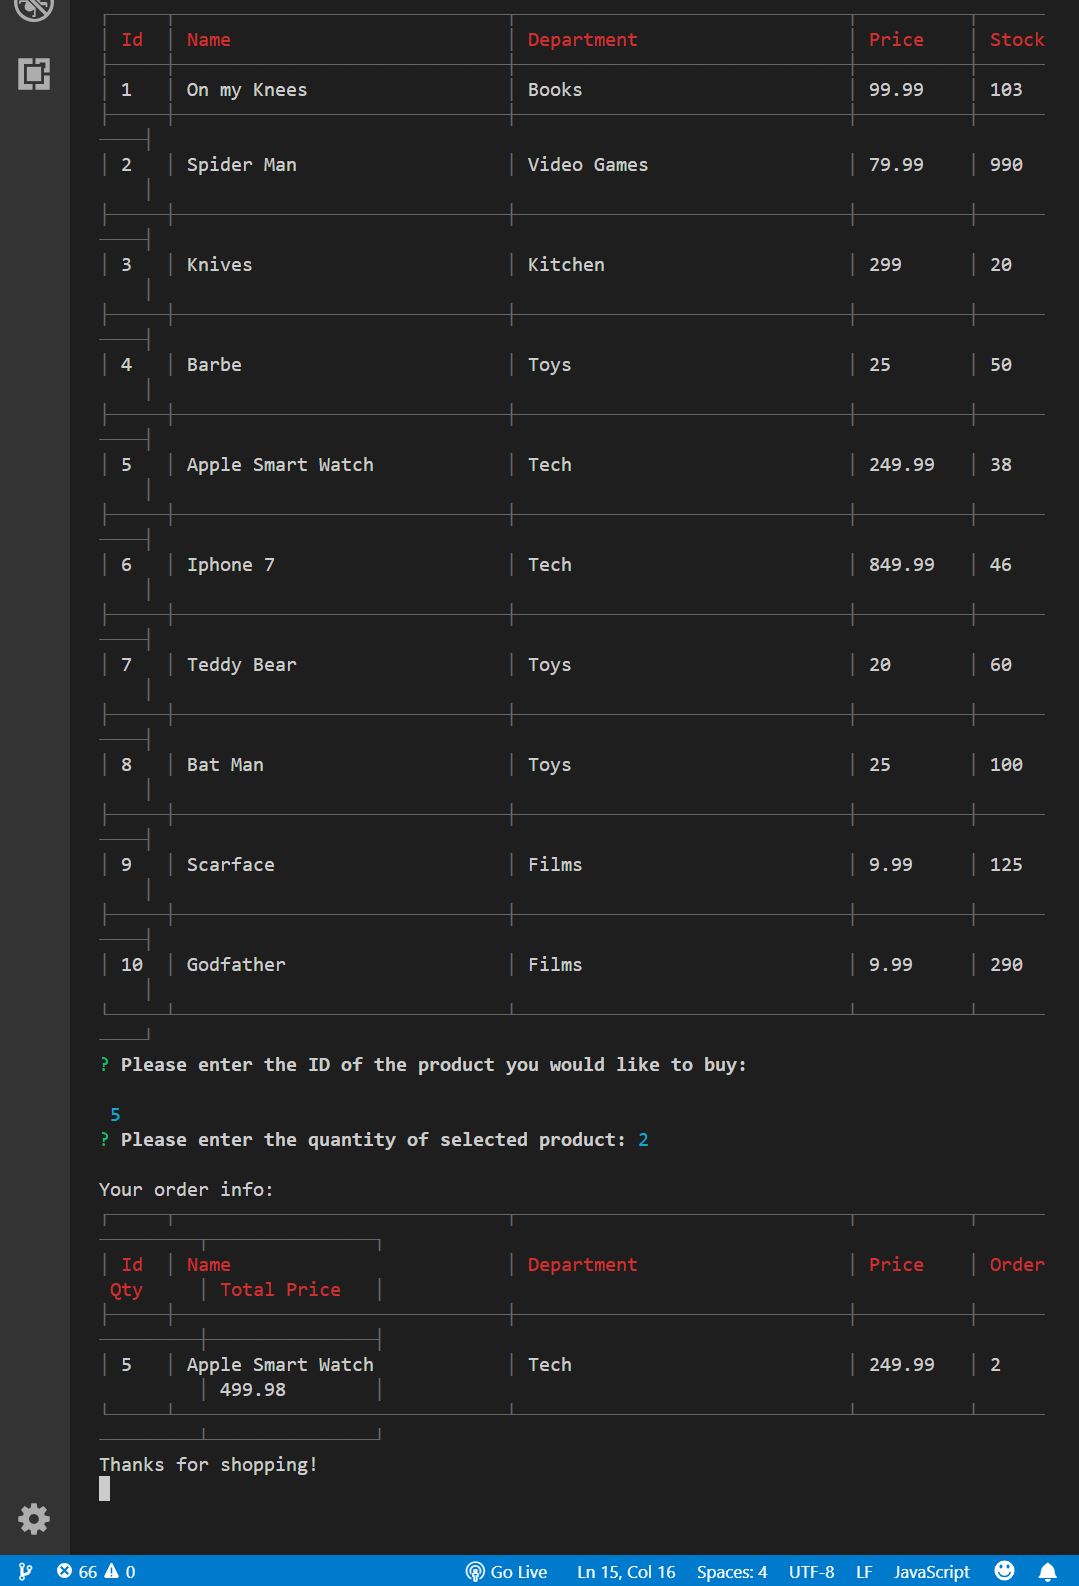 Id Name Department Price Stock
1 On my Knees Books 99.99 103
2 Spider Man Video Games 79.99 990
3 Knives Kitchen 299 20
4 Barbe Toys 25 50
5 Apple Smart Watch Tech 249.99 38
6 Iphone 7 Tech 849.99 46
7 Teddy Bear Toys 20 60
8 Bat Man Toys 25 100
9 Scarface Films 9.99 125
10 Godfather Films 9.99 290
? Please enter the ID of the product you would like to buy:
5
? Please enter the quantity of selected product: 2
Your order info:
Id Name Department Price Order
Qty Total Price
5 Apple Smart Watch Tech 249.99 2
499.98
Thanks for shopping!
66 0 Go Live Ln 15, Col 16 Spaces: 4 UTF-8 LF JavaScript